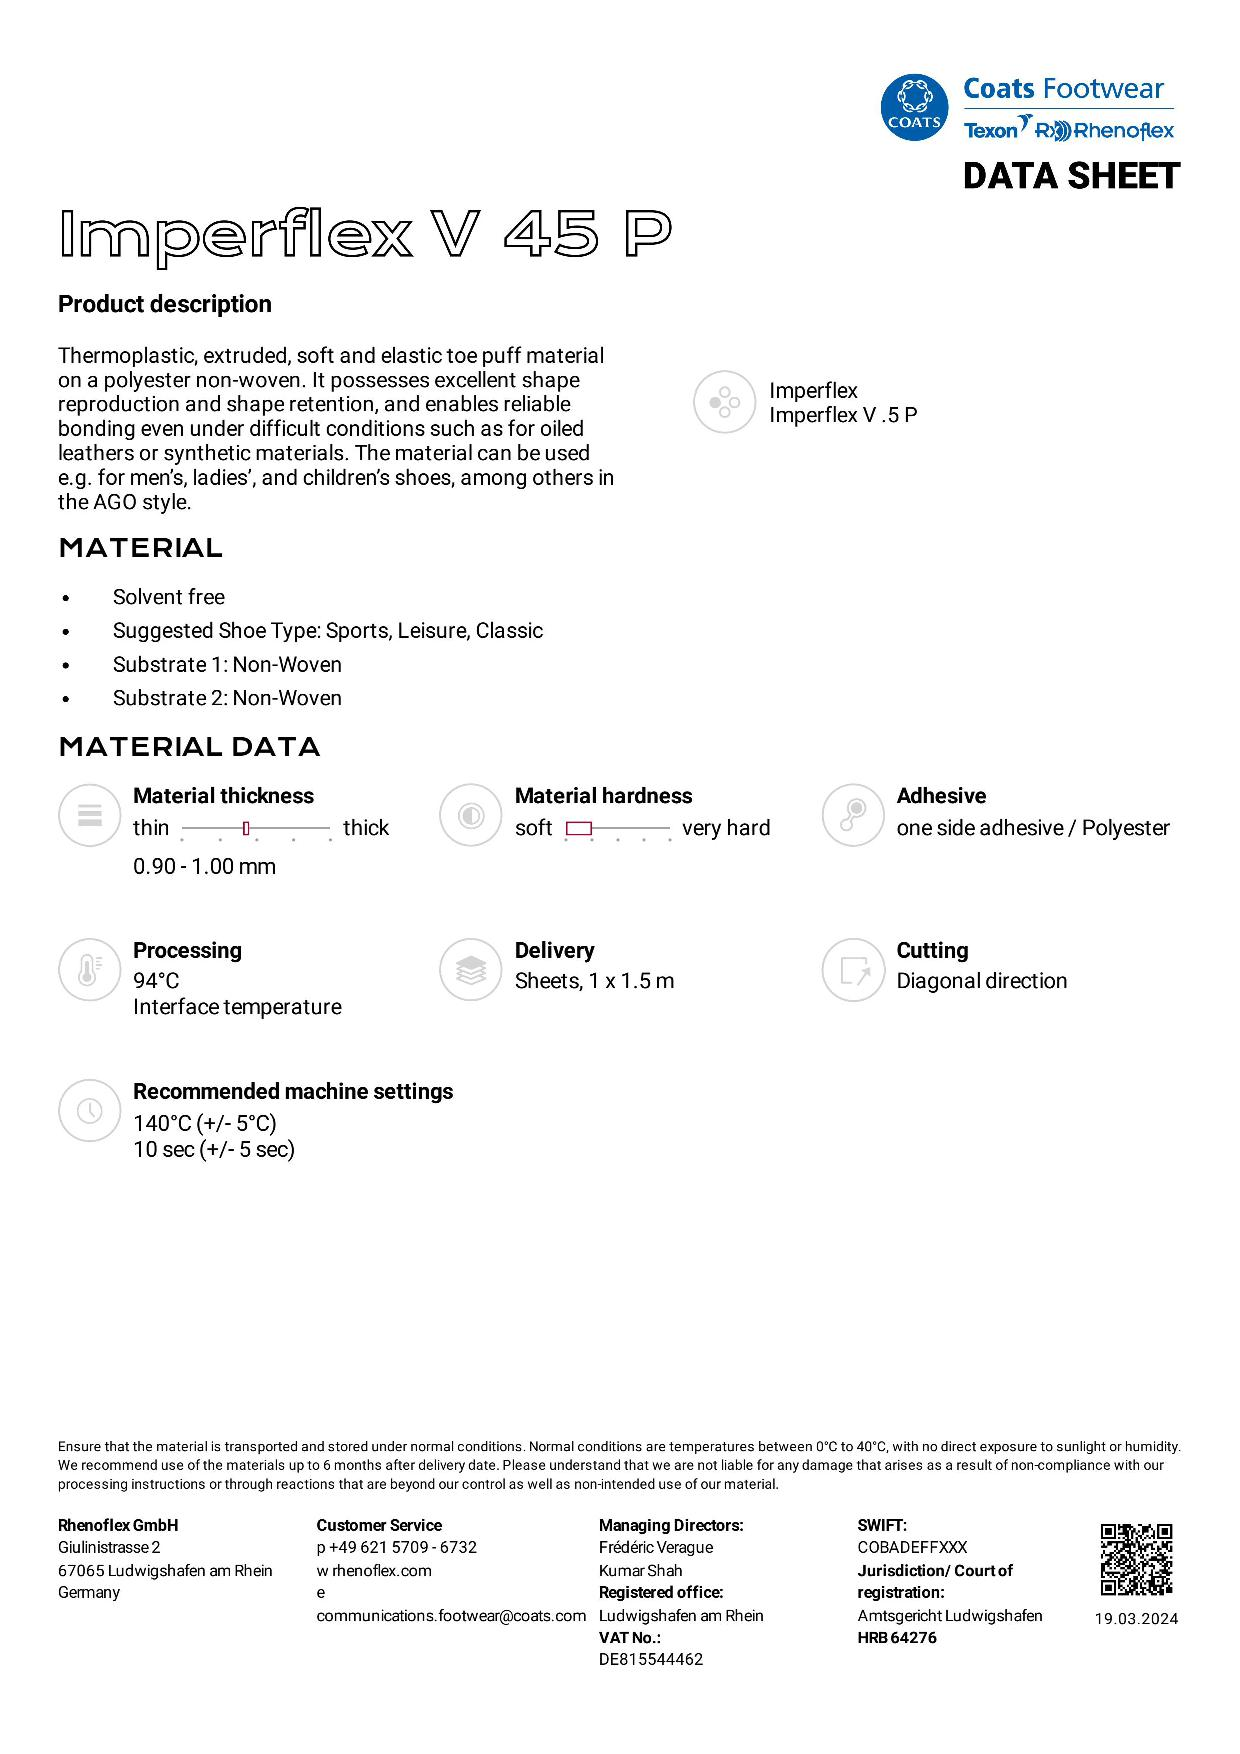 COATS
Coats Footwear
Texon Rx Rhenoflex
DATA SHEET
Imperflex V 45 P
Product description
Thermoplastic, extruded, soft and elastic toe puff material
on a polyester non-woven. It possesses excellent shape
reproduction and shape retention, and enables reliable
bonding even under difficult conditions such as for oiled
leathers or synthetic materials. The material can be used
e.g. for men’s, ladies’, and children’s shoes, among others in
the AGO style.
Imperflex
Imperflex V .5 P
MATERIAL
• Solvent free
• Suggested Shoe Type: Sports, Leisure, Classic
• Substrate 1: Non-Woven
• Substrate 2: Non-Woven
MATERIAL DATA
Material thickness
thin thick
0.90 - 1.00 mm
Material hardness
soft very hard
Adhesive
one side adhesive / Polyester
Processing
94°C
Interface temperature
Delivery
Sheets, 1 x 1.5 m
Cutting
Diagonal direction
Recommended machine settings
140°C (+/- 5°C)
10 sec (+/- 5 sec)
Ensure that the material is transported and stored under normal conditions. Normal conditions are temperatures between 0°C to 40°C, with no direct exposure to sunlight or humidity.
We recommend use of the materials up to 6 months after delivery date. Please understand that we are not liable for any damage that arises as a result of non-compliance with our
processing instructions or through reactions that are beyond our control as well as non-intended use of our material.
Rhenoflex GmbH
Giulinistrasse 2
67065 Ludwigshafen am Rhein
Germany
Customer Service
p +49 621 5709 - 6732
w rhenoflex.com
e
communications.footwear@coats.com
Managing Directors:
Frédéric Verague
Kumar Shah
Registered office:
Ludwigshafen am Rhein
VAT No.:
DE815544462
SWIFT:
COBADEFFXXX
Jurisdiction/ Court of
registration:
Amtsgericht Ludwigshafen
HRB 64276
19.03.2024